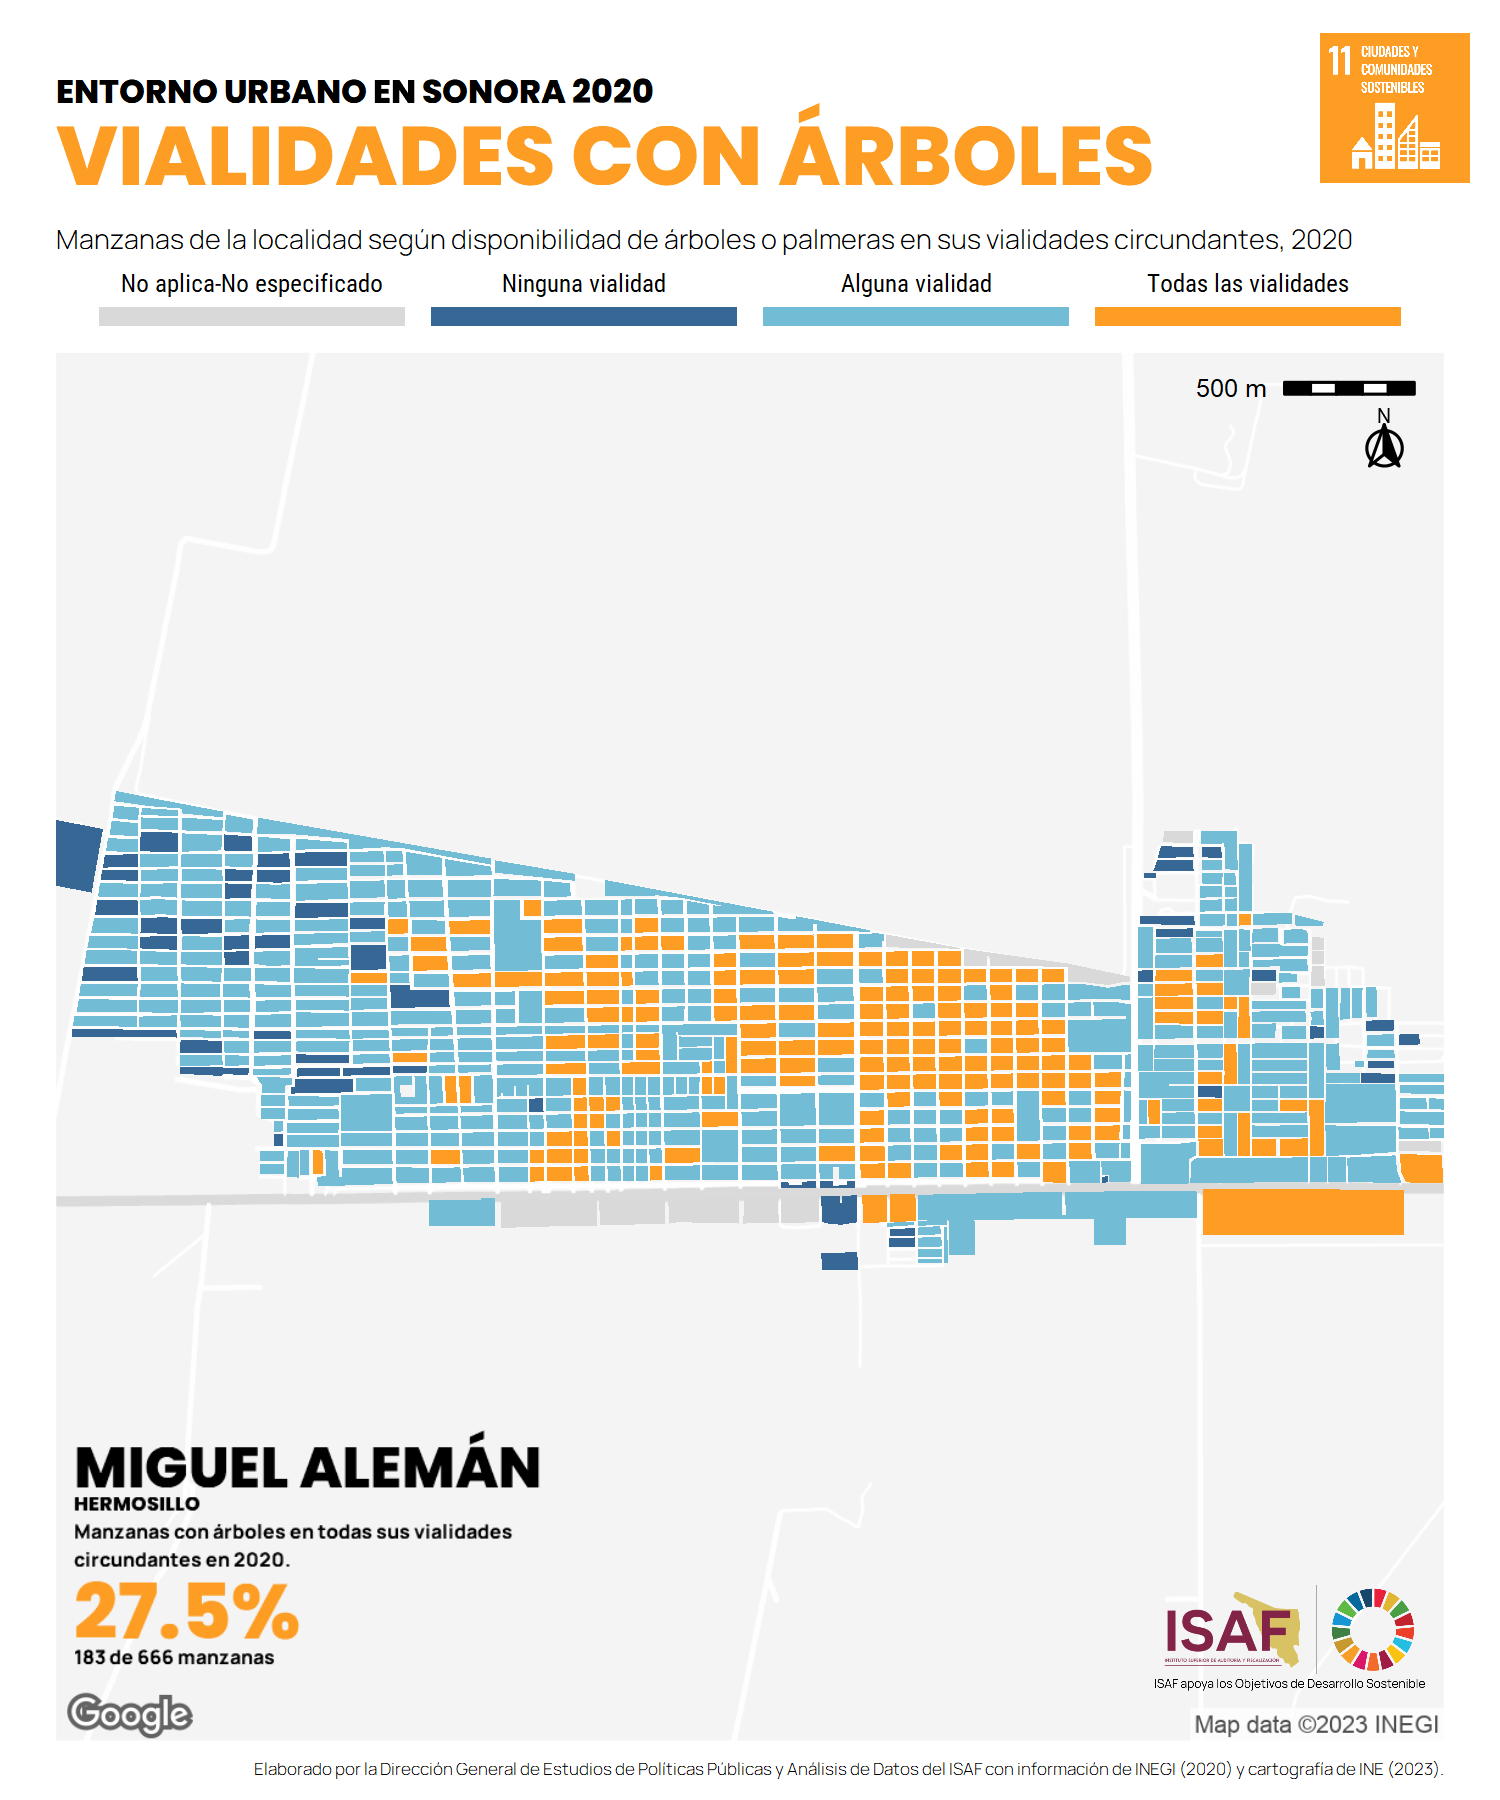 11 CIUDADES Y
COMUNIDADES
SOSTENIBLES
ENTORNO URBANO EN SONORA 2020
VIALIDADES CON ÁRBOLES
Manzanas de la localidad según disponibilidad de árboles o palmeras en sus vialidades circundantes, 2020
No aplica-No especificado Ninguna vialidad Alguna vialidad Todas las vialidades
500 m
N
MIGUEL ALEMÁN
HERMOSILLO
Manzanas con árboles en todas sus vialidades
circundantes en 2020.
27.5%
183 de 666 manzanas
ISAF
INSTITUTO SUPERIOR DE AUDITORÍA Y FISCALIZACIÓN
ISAF apoya los Objetivos de Desarrollo Sostenible
Google
Map data ©2023 INEGI
Elaborado por la Dirección General de Estudios de Políticas Públicas y Análisis de Datos del ISAF con información de INEGI (2020) y cartografía de INE (2023).